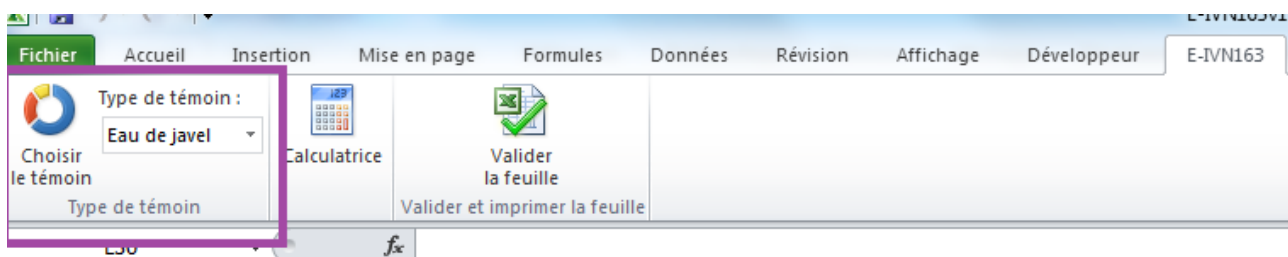 E-IVN163v1
Fichier Accueil Insertion Mise en page Formules Données Révision Affichage Développeur E-IVN163
Type de témoin :
Eau de javel
Choisir
le témoin
Type de témoin
123
Calculatrice
Valider
la feuille
Valider et imprimer la feuille
fx